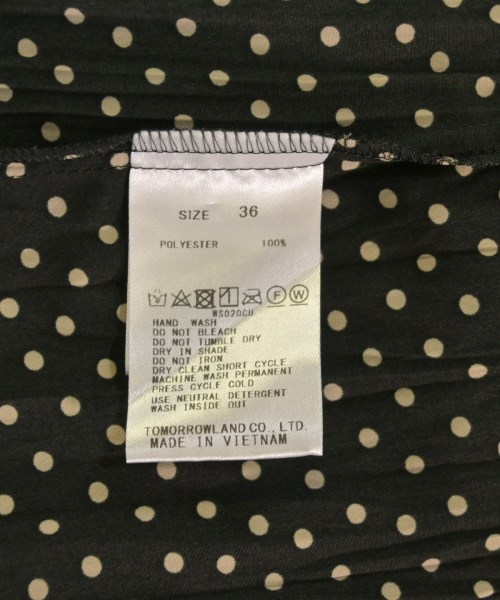 SIZE 36
POLYESTER 100%
F W
WS020CU
HAND WASH
DO NOT BLEACH
DO NOT TUMBLE DRY
DRY IN SHADE
DO NOT IRON
DRY CLEAN SHORT CYCLE
MACHINE WASH PERMANENT
PRESS CYCLE COLD
USE NEUTRAL DETERGENT
WASH INSIDE OUT
TOMORROWLAND CO., LTD.
MADE IN VIETNAM